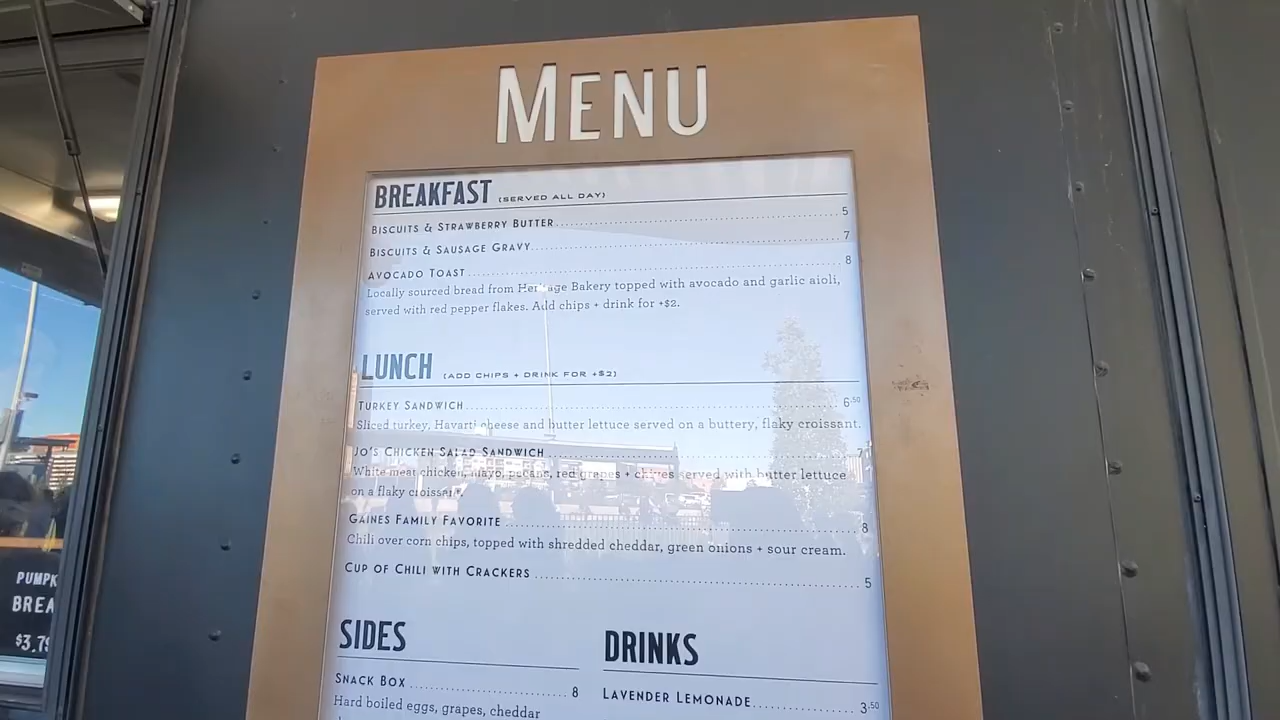 MENU
BREAKFAST (SERVED ALL DAY)
BISCUITS & STRAWBERRY BUTTER 5
BISCUITS & SAUSAGE GRAVY 7
AVOCADO TOAST 8
Locally sourced bread from Heritage Bakery topped with avocado and garlic aioli,
served with red pepper flakes. Add chips + drink for +$2.
LUNCH (ADD CHIPS + DRINK FOR +$2)
TURKEY SANDWICH 6.50
Sliced turkey, Havarti cheese and butter lettuce served on a buttery, flaky croissant.
JO'S CHICKEN SALAD SANDWICH 7
White meat chicken, mayo, pecans, red grapes + chives served with butter lettuce
on a flaky croissant.
GAINES FAMILY FAVORITE 8
Chili over corn chips, topped with shredded cheddar, green onions + sour cream.
CUP OF CHILI WITH CRACKERS 5
SIDES
SNACK BOX 8
Hard boiled eggs, grapes, cheddar
DRINKS
LAVENDER LEMONADE 3.50
PUMPK
BREA
$3.75